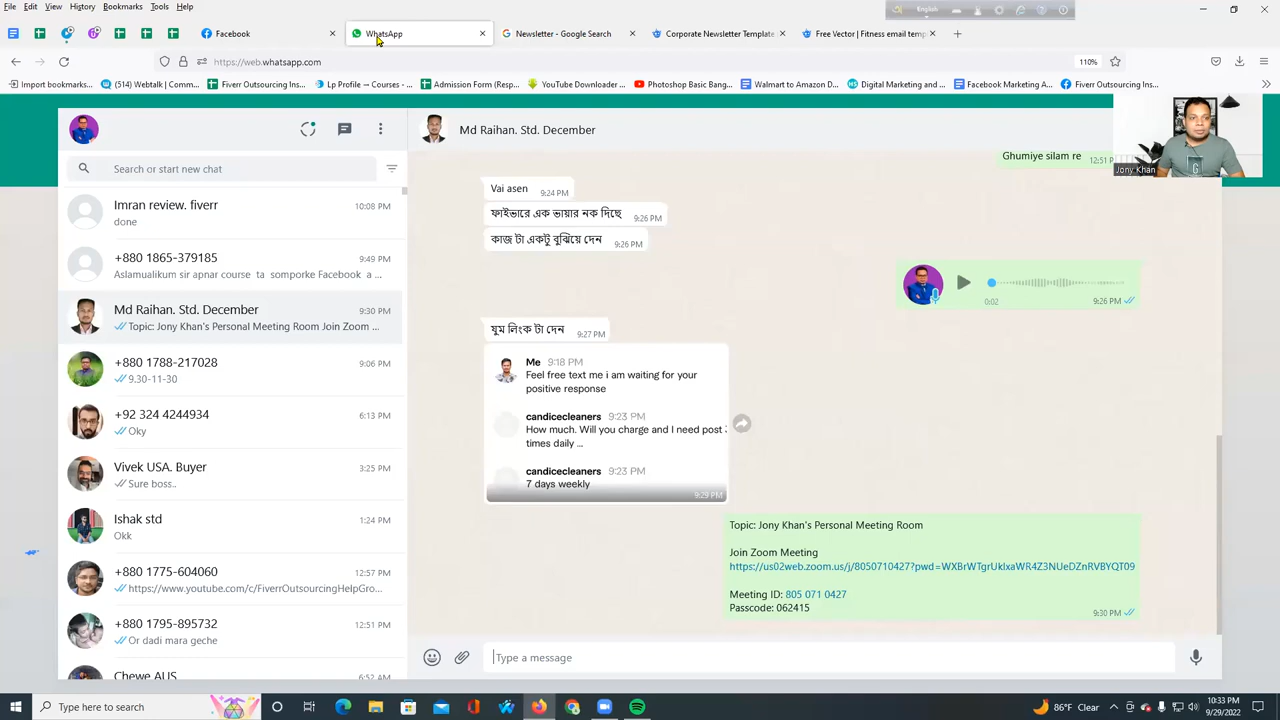 File Edit View History Bookmarks Tools Help
English
Facebook
WhatsApp
Newsletter - Google Search
Corporate Newsletter Template
Free Vector | Fitness email temp
https://web.whatsapp.com
110%
Import bookmarks...
(514) Webtalk | Comm...
Fiverr Outsourcing Ins...
Lp Profile → Courses - ...
Admission Form (Resp...
YouTube Downloader ...
Photoshop Basic Bang...
Walmart to Amazon D...
Digital Marketing and ...
Facebook Marketing A...
Fiverr Outsourcing Ins...
Jony Khan
Search or start new chat
Imran review. fiverr 10:08 PM
done
+880 1865-379185 9:49 PM
Aslamualikum sir apnar course ta somporke Facebook a ...
Md Raihan. Std. December 9:30 PM
Topic: Jony Khan's Personal Meeting Room Join Zoom ...
+880 1788-217028 9:06 PM
9.30-11-30
+92 324 4244934 6:13 PM
Oky
Vivek USA. Buyer 3:25 PM
Sure boss..
Ishak std 1:24 PM
Okk
+880 1775-604060 12:57 PM
https://www.youtube.com/c/FiverrOutsourcingHelpGro...
+880 1795-895732 12:51 PM
Or dadi mara geche
Chewe AUS 6:52 AM
Md Raihan. Std. December
Ghumiye silam re 12:51 P
Vai asen 9:24 PM
ফাইভারে এক ভায়ার নক দিছে 9:26 PM
কাজ টা একটু বুঝিয়ে দেন 9:26 PM
0:02 9:26 PM
যুম লিংক টা দেন 9:27 PM
Me 9:18 PM
Feel free text me i am waiting for your
positive response
candicecleaners 9:23 PM
How much. Will you charge and I need post
times daily ...
candicecleaners 9:23 PM
7 days weekly
9:29 PM
Topic: Jony Khan's Personal Meeting Room
Join Zoom Meeting
https://us02web.zoom.us/j/8050710427?pwd=WXBrWTgrUklxaWR4Z3NUeDZnRVBYQT09
Meeting ID: 805 071 0427
Passcode: 062415
9:30 PM
Type a message
Type here to search
86°F Clear
10:33 PM
9/29/2022